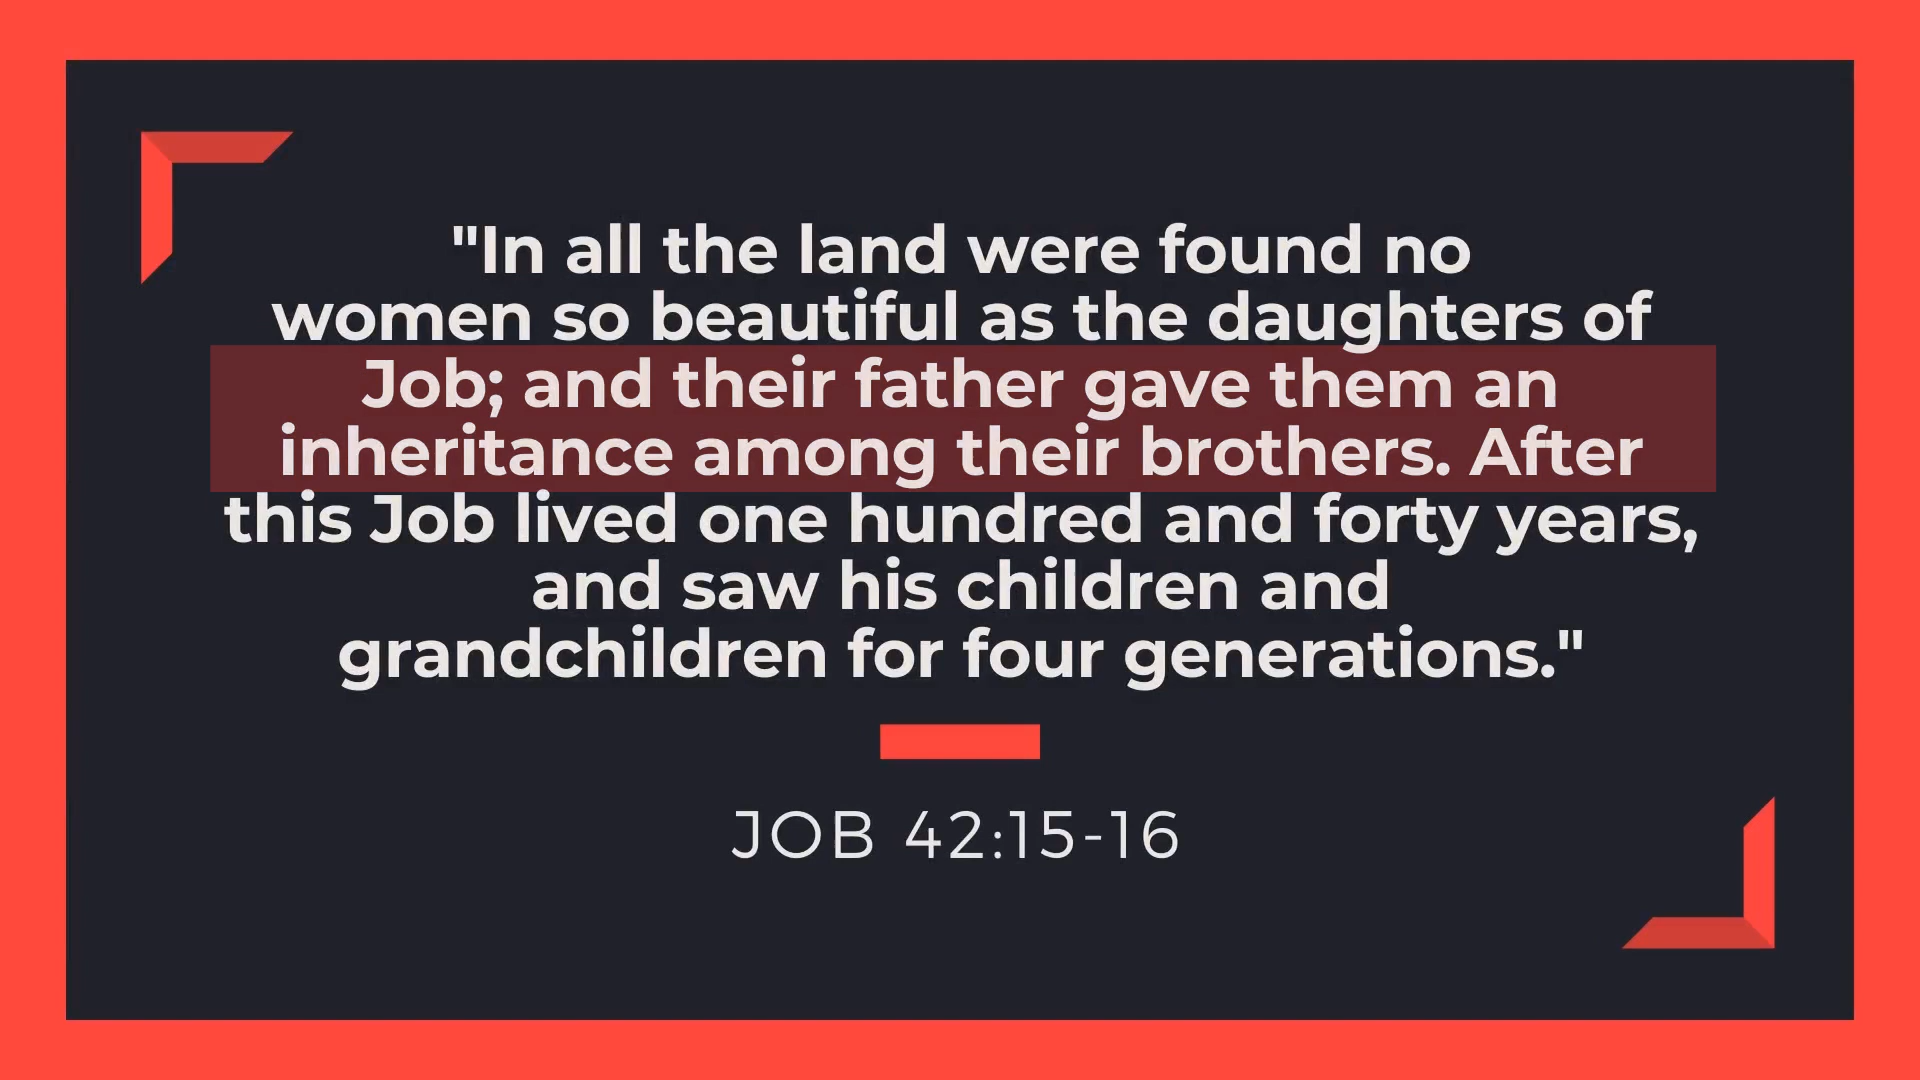 "In all the land were found no
women so beautiful as the daughters of
Job; and their father gave them an
inheritance among their brothers. After
this Job lived one hundred and forty years,
and saw his children and
grandchildren for four generations."
JOB 42:15-16